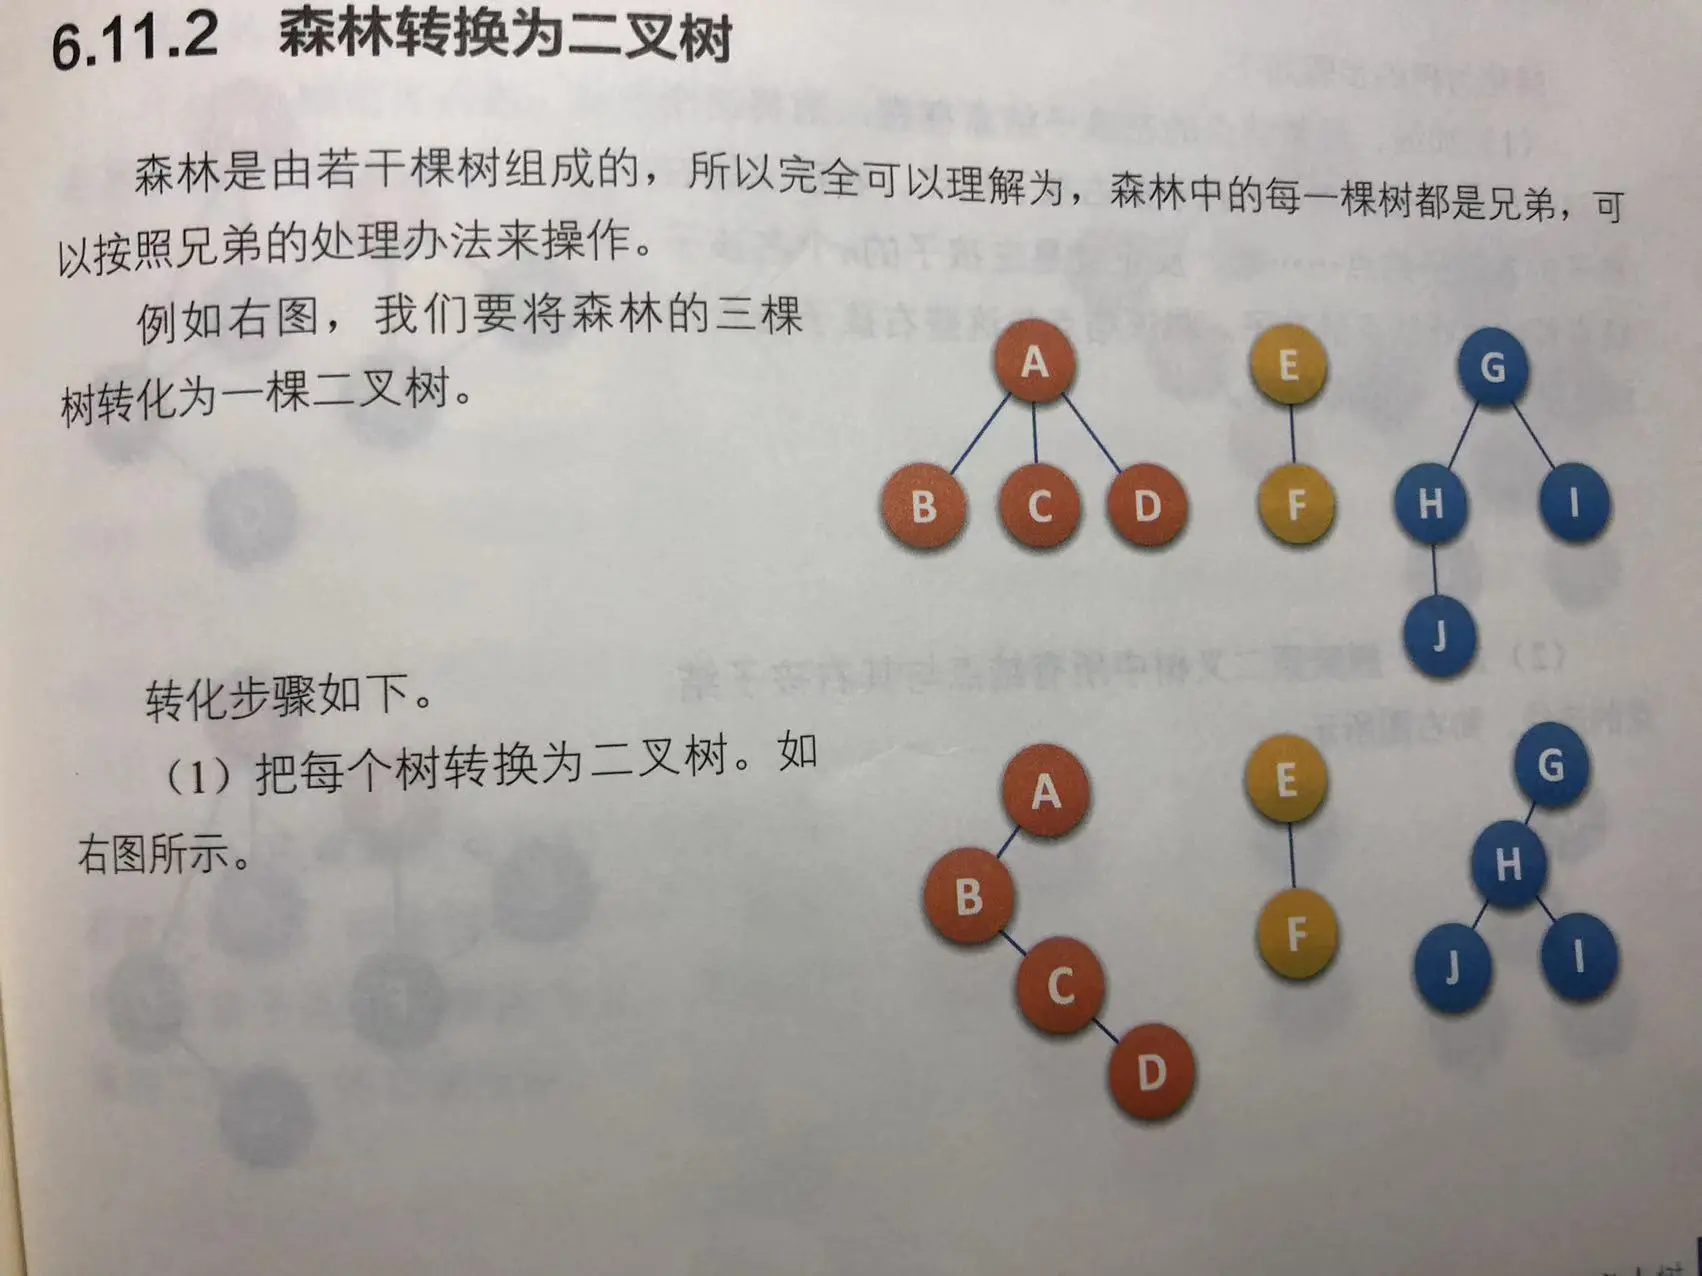 6.11.2 森林转换为二叉树
森林是由若干棵树组成的，所以完全可以理解为，森林中的每一棵树都是兄弟，可
以按照兄弟的处理办法来操作。
例如右图，我们要将森林的三棵
树转化为一棵二叉树。
A E G
B C D F H I
J
转化步骤如下。
（1）把每个树转换为二叉树。如
右图所示。
A E G
B F H
C J I
D